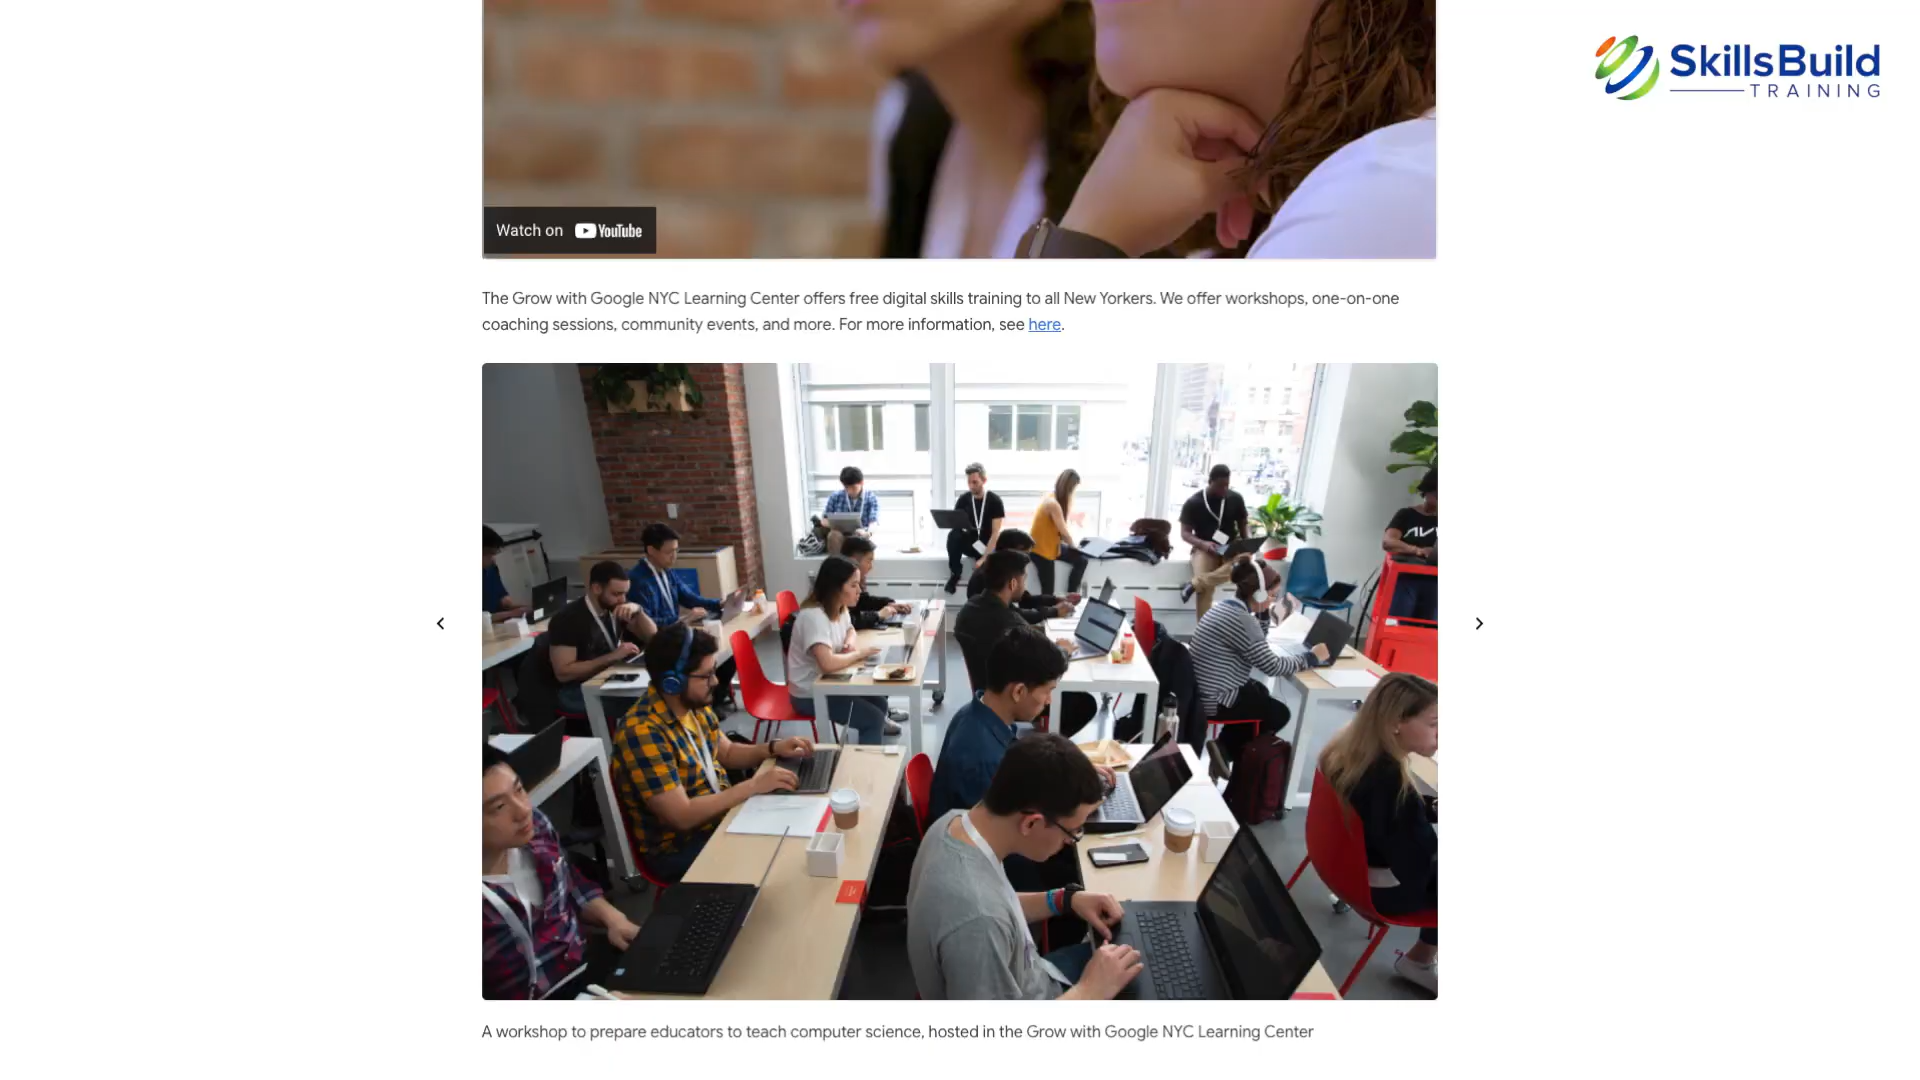 SkillsBuild
TRAINING
Watch on YouTube
The Grow with Google NYC Learning Center offers free digital skills training to all New Yorkers. We offer workshops, one-on-one
coaching sessions, community events, and more. For more information, see here.
A workshop to prepare educators to teach computer science, hosted in the Grow with Google NYC Learning Center